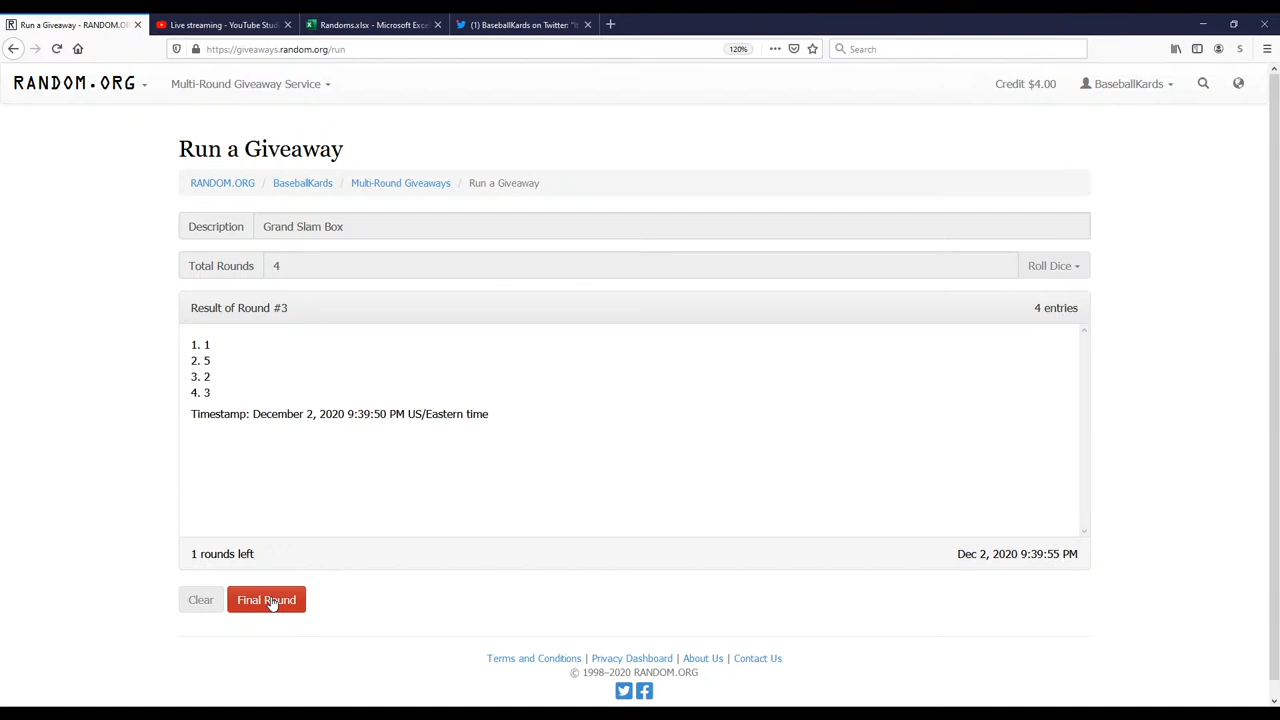 Run a Giveaway - RANDOM.OR
Live streaming - YouTube Stud
Randoms.xlsx - Microsoft Exce
(1) BaseballKards on Twitter: "It
https://giveaways.random.org/run
120%
Search
S
RANDOM.ORG
Multi-Round Giveaway Service
Credit $4.00
BaseballKards
Run a Giveaway
RANDOM.ORG / BaseballKards / Multi-Round Giveaways / Run a Giveaway
Description Grand Slam Box
Total Rounds 4 Roll Dice
Result of Round #3 4 entries
1. 1
2. 5
3. 2
4. 3
Timestamp: December 2, 2020 9:39:50 PM US/Eastern time
1 rounds left Dec 2, 2020 9:39:55 PM
Clear Final Round
Terms and Conditions | Privacy Dashboard | About Us | Contact Us
© 1998–2020 RANDOM.ORG